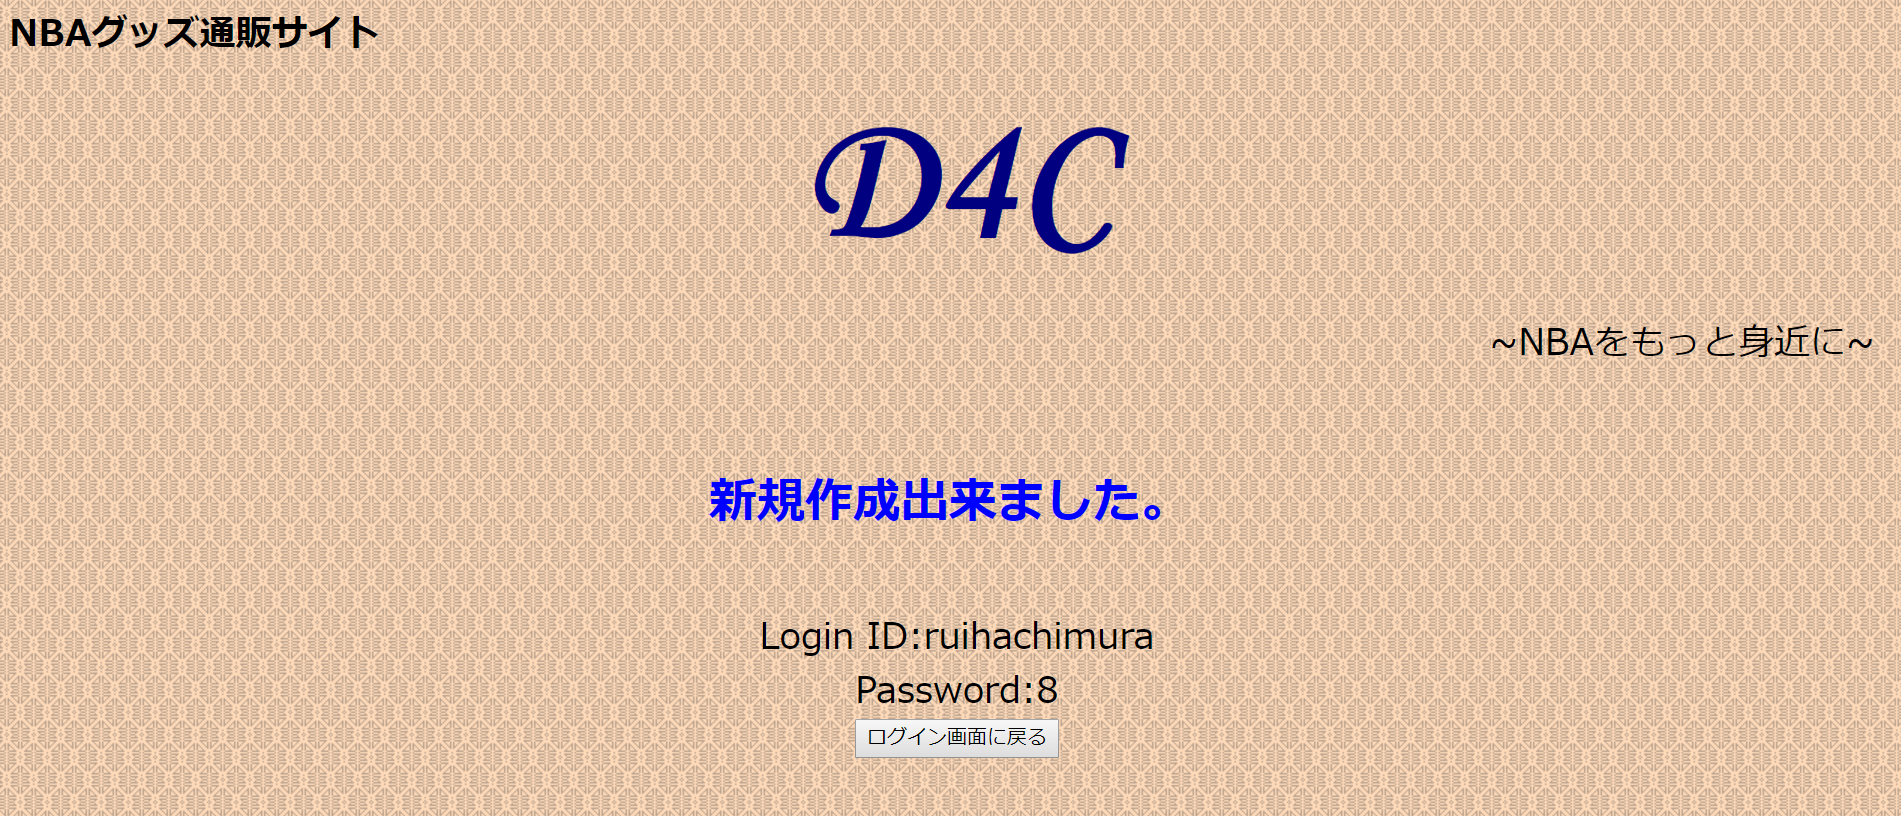 NBAグッズ通販サイト
D4C
~NBAをもっと身近に~
新規作成出来ました。
Login ID:ruihachimura
Password:8
ログイン画面に戻る